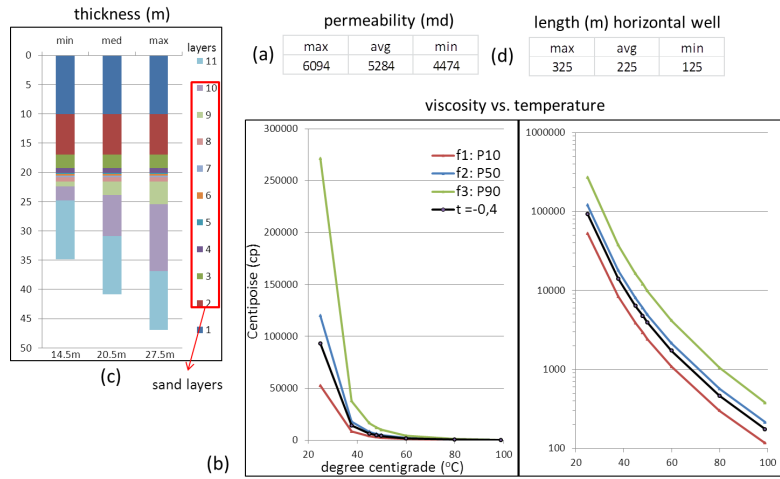 thickness (m)
min med max
layers
0
5
10
15
20
25
30
35
40
45
50
11
10
9
8
7
6
5
4
3
2
1
14.5m 20.5m 27.5m
(c)
sand layers
permeability (md)
(a)
max avg min
6094 5284 4474
length (m) horizontal well
(d)
max avg min
325 225 125
viscosity vs. temperature
Centipoise (cp)
300000
250000
200000
150000
100000
50000
0
f1: P10
f2: P50
f3: P90
t =-0,4
20 40 60 80 100
degree centigrade (°C)
(b)
1000000
100000
10000
1000
100
20 40 60 80 100